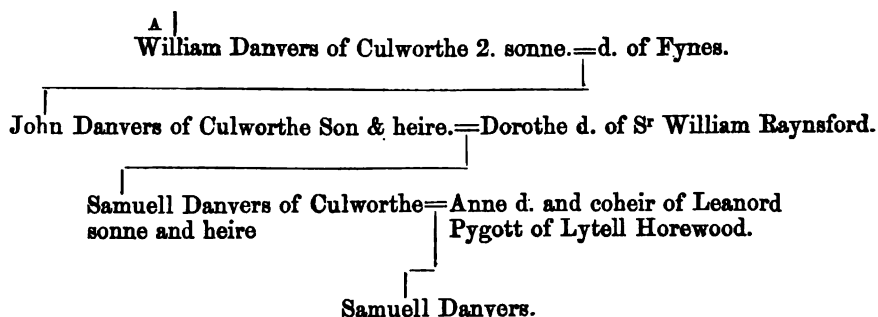 A
William Danvers of Culworthe 2. sonne.=d. of Fynes.
John Danvers of Culworthe Son & heire.=Dorothe d. of Sr William Raynsford.
Samuell Danvers of Culworthe=Anne d. and coheir of Leanord
sonne and heire Pygott of Lytell Horewood.
Samuell Danvers.